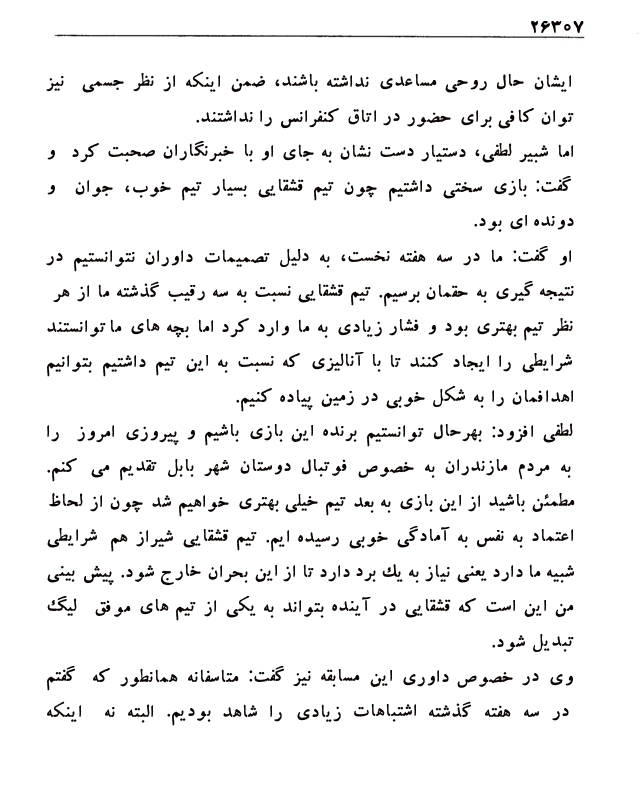 ۲۶۳۰۷
ایشان حال روحی مساعدی نداشته باشند، ضمن اینکه از نظر جسمی نیز
توان کافی برای حضور در اتاق کنفرانس را نداشتند.
اما شبیر لطفی، دستیار دست نشان به جای او با خبرنگاران صحبت کرد و
گفت: بازی سختی داشتیم چون تیم قشقایی بسیار تیم خوب، جوان و
دونده ای بود.
او گفت: ما در سه هفته نخست، به دلیل تصمیمات داوران نتوانستیم در
نتیجه گیری به حقمان برسیم. تیم قشقایی نسبت به سه رقیب گذشته ما از هر
نظر تیم بهتری بود و فشار زیادی به ما وارد کرد اما بچه های ما توانستند
شرایطی را ایجاد کنند تا با آنالیزی که نسبت به این تیم داشتیم بتوانیم
اهدافمان را به شکل خوبی در زمین پیاده کنیم.
لطفی افزود: بهرحال توانستیم برنده این بازی باشیم و پیروزی امروز را
به مردم مازندران به خصوص فوتبال دوستان شهر بابل تقدیم می کنم.
مطمئن باشید از این بازی به بعد تیم خیلی بهتری خواهیم شد چون از لحاظ
اعتماد به نفس به آمادگی خوبی رسیده ایم. تیم قشقایی شیراز هم شرایطی
شبیه ما دارد یعنی نیاز به یك برد دارد تا از این بحران خارج شود. پیش بینی
من این است که قشقایی در آینده بتواند به یکی از تیم های موفق لیگ
تبدیل شود.
وی در خصوص داوری این مسابقه نیز گفت: متاسفانه همانطور که گفتم
در سه هفته گذشته اشتباهات زیادی را شاهد بودیم. البته نه اینکه